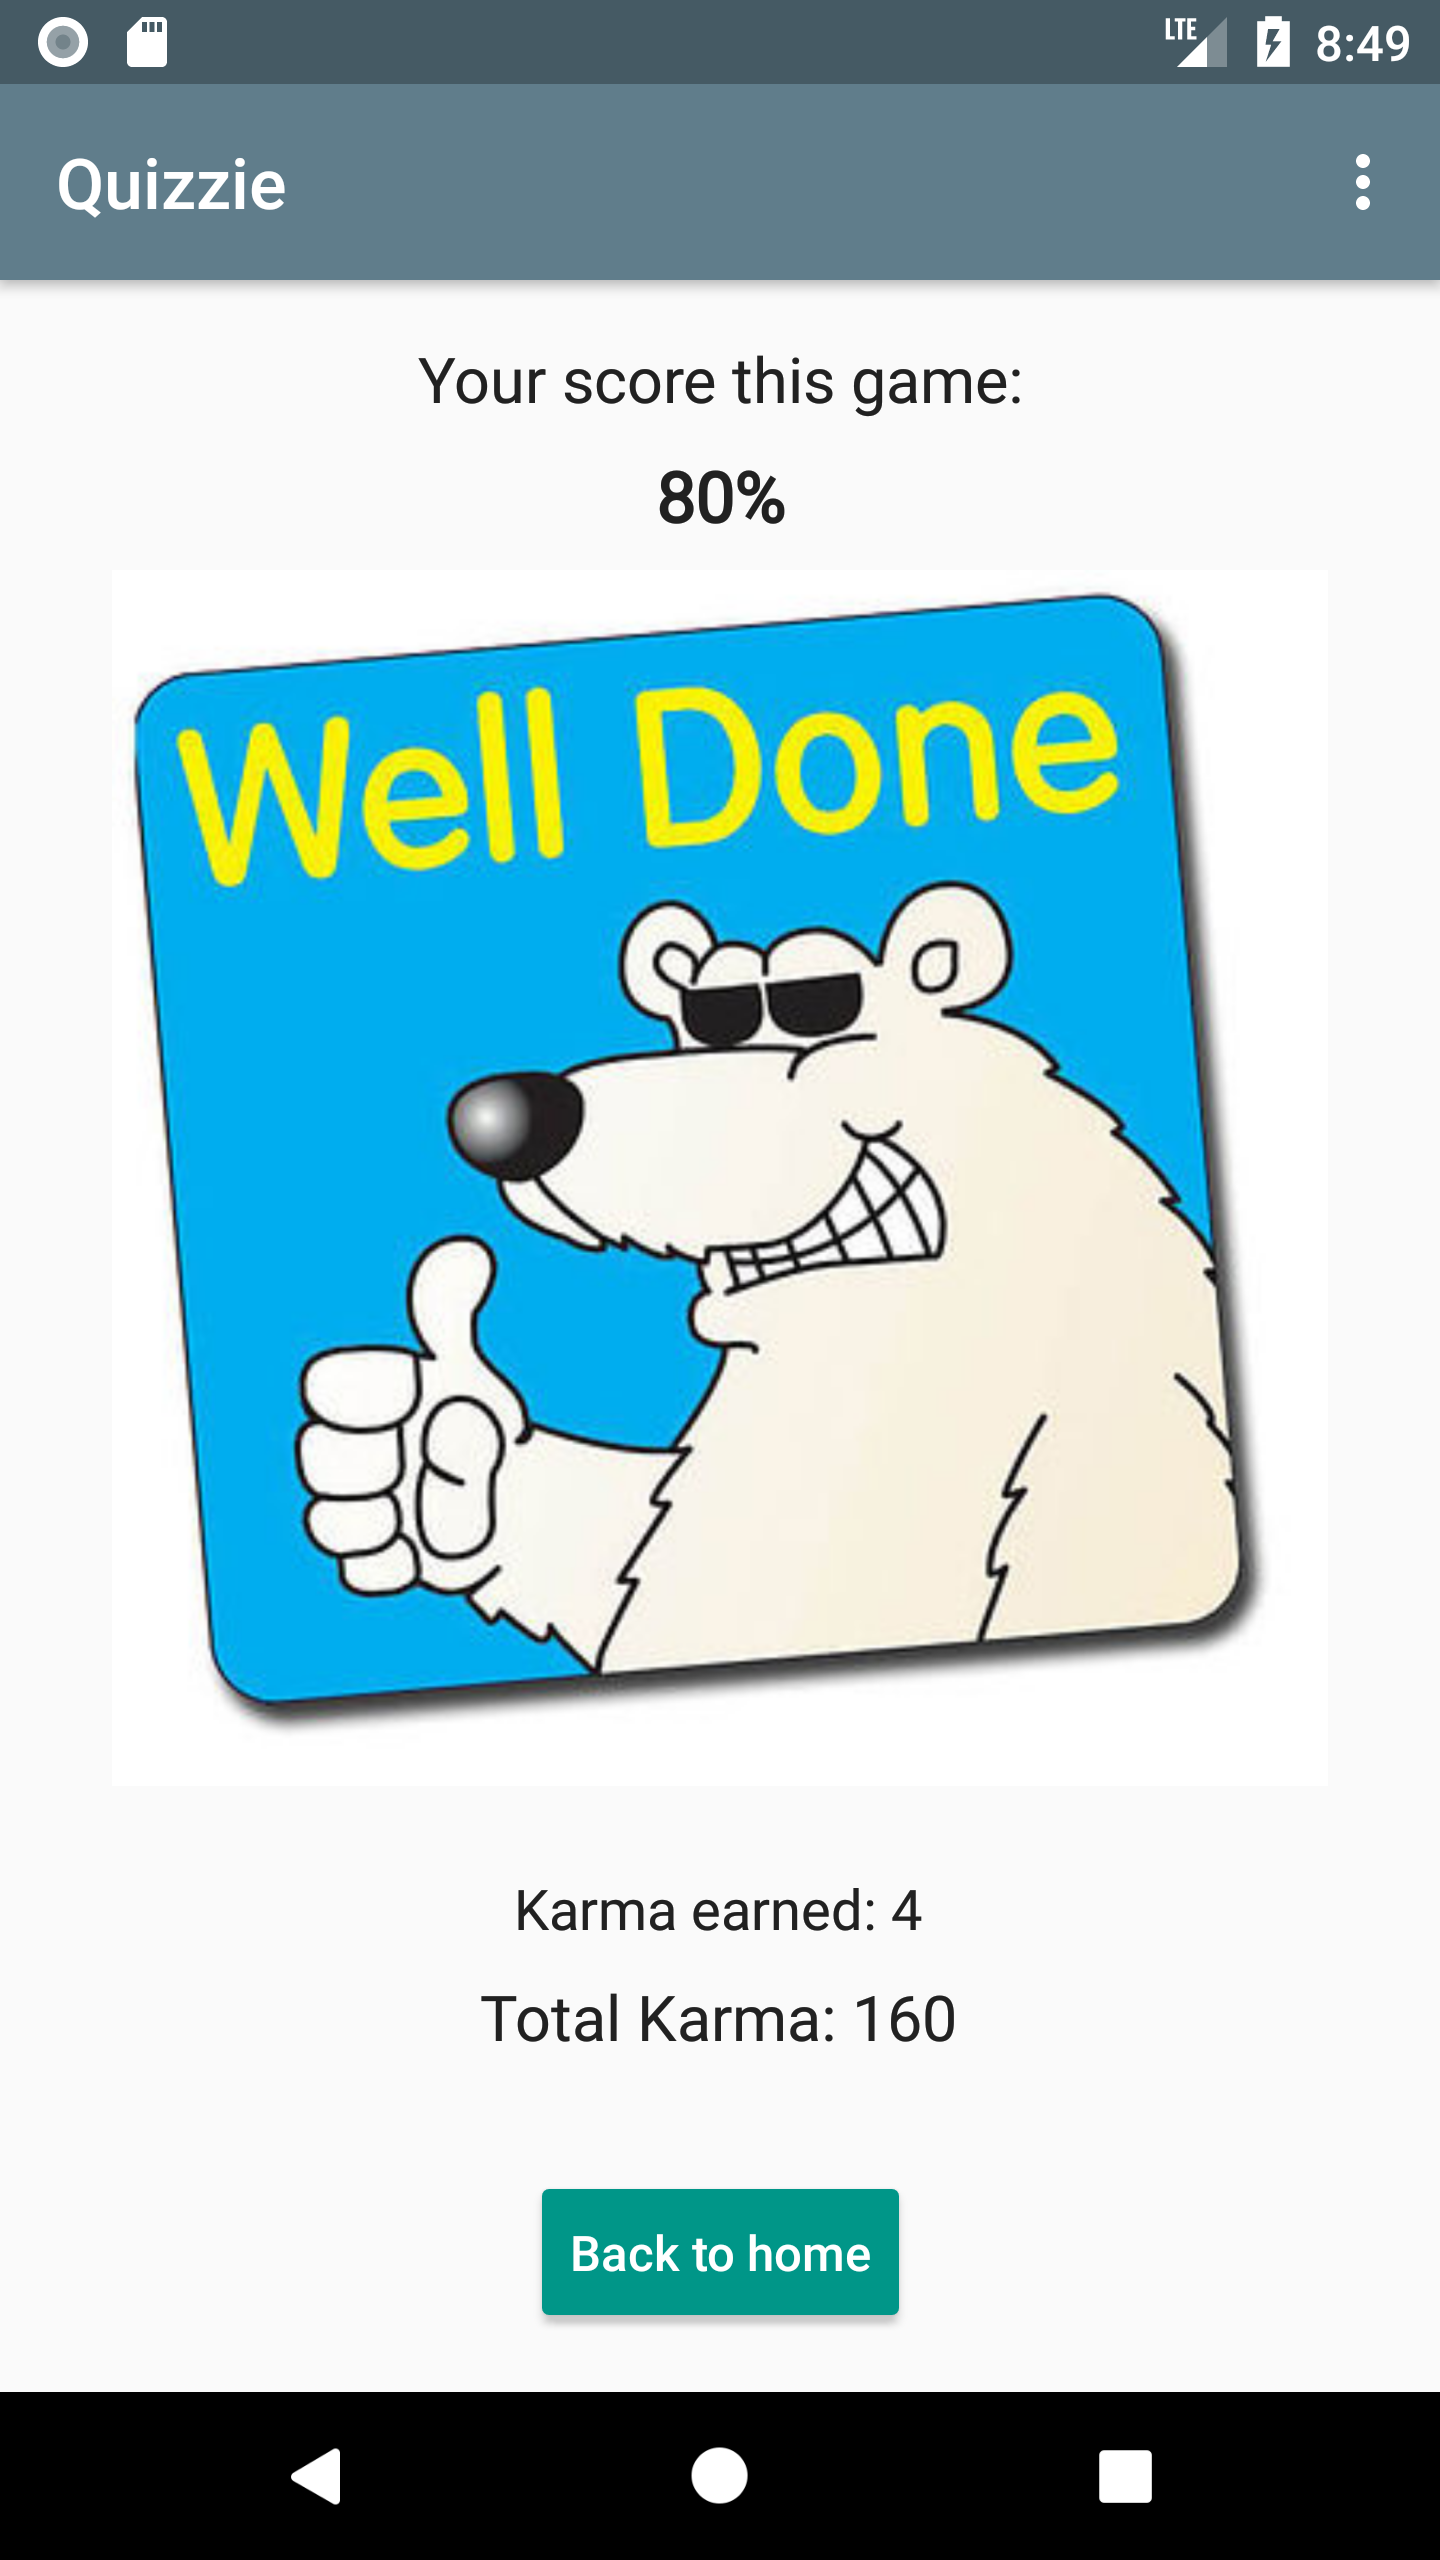 LTE 8:49
Quizzie
Your score this game:
80%
Well Done
Karma earned: 4
Total Karma: 160
Back to home